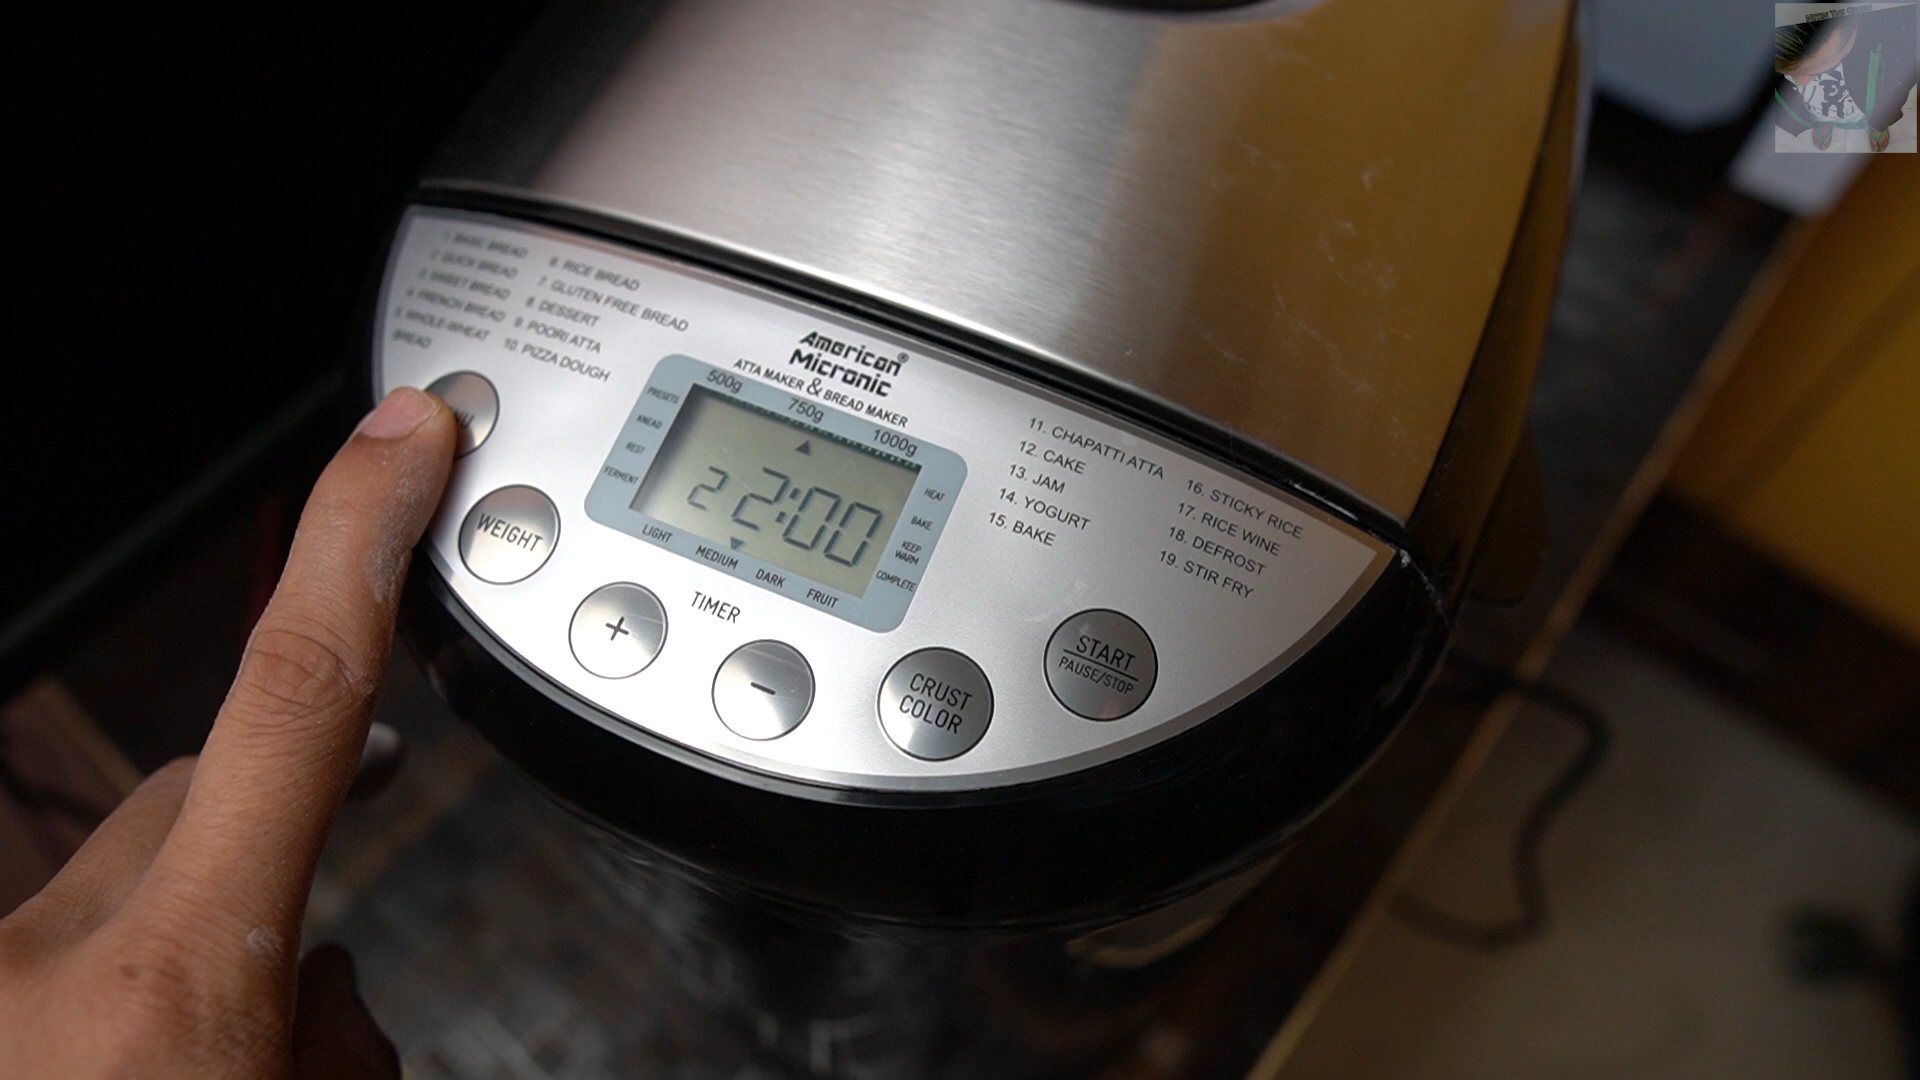 1. BASIC BREAD
2. QUICK BREAD
3. SWEET BREAD
4. FRENCH BREAD
5. WHOLE-WHEAT
BREAD
6. RICE BREAD
7. GLUTEN FREE BREAD
8. DESSERT
9. POORI ATTA
10. PIZZA DOUGH
American®
Micronic
ATTA MAKER & BREAD MAKER
500g
750g
1000g
PRESETS
KNEAD
REST
FERMENT
2 2:00
HEAT
BAKE
KEEP
WARM
COMPLETE
LIGHT
MEDIUM
DARK
FRUIT
11. CHAPATTI ATTA
12. CAKE
13. JAM
14. YOGURT
15. BAKE
16. STICKY RICE
17. RICE WINE
18. DEFROST
19. STIR FRY
NU
WEIGHT
+
TIMER
-
CRUST
COLOR
START
PAUSE/STOP